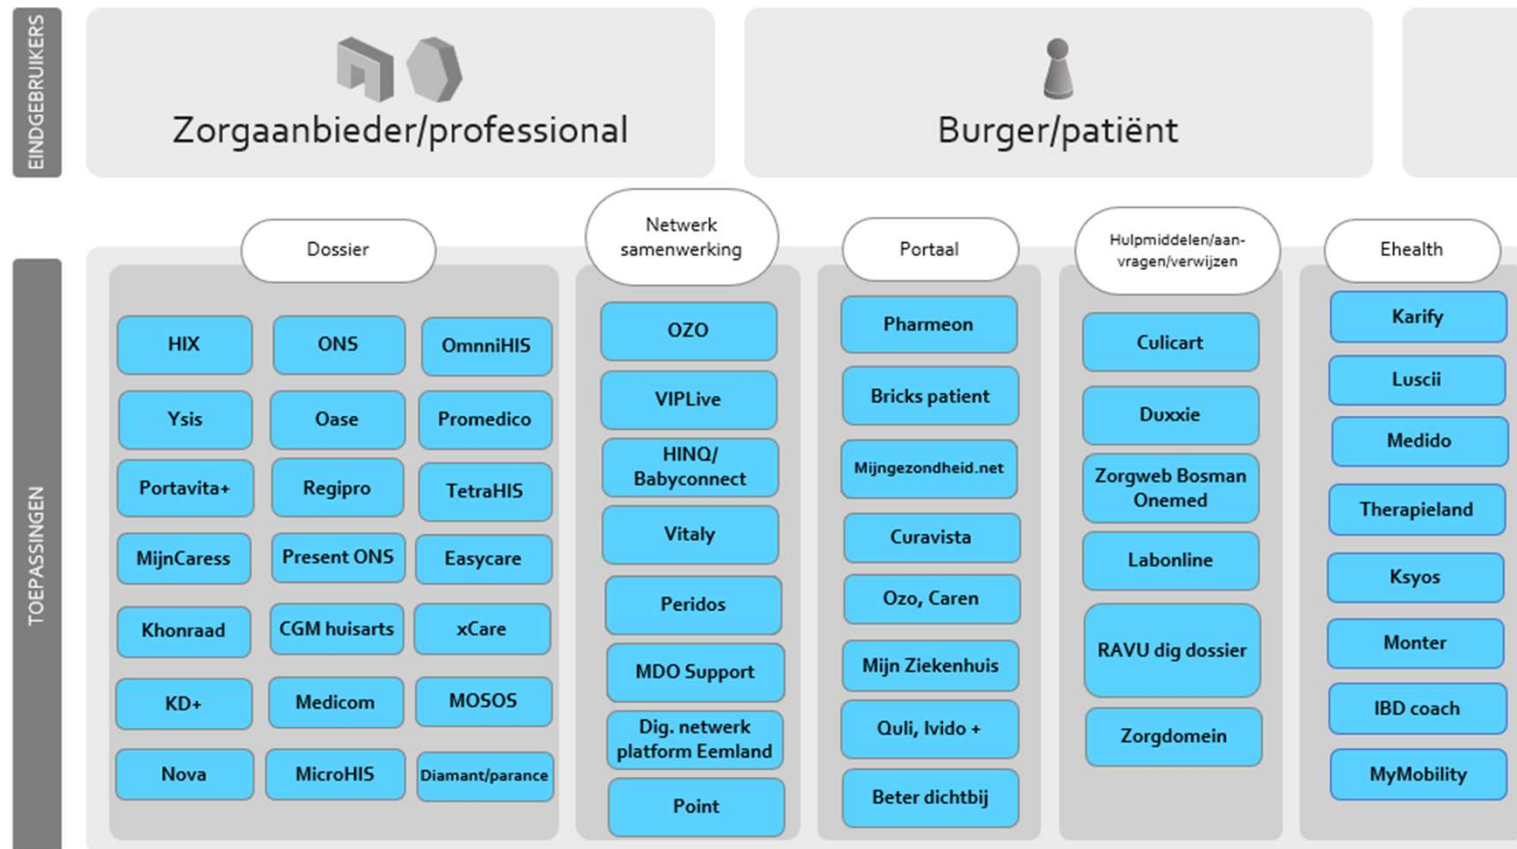 EINDGEBRUIKERS
Zorgaanbieder/professional
Burger/patiënt
TOEPASSINGEN
Dossier
HIX
ONS
OmnniHIS
Ysis
Oase
Promedico
Portavita+
Regipro
TetraHIS
MijnCaress
Present ONS
Easycare
Khonraad
CGM huisarts
xCare
KD+
Medicom
MOSOS
Nova
MicroHIS
Diamant/parance
Netwerk
samenwerking
OZO
VIPLive
HINQ/
Babyconnect
Vitaly
Peridos
MDO Support
Dig. netwerk
platform Eemland
Point
Portaal
Pharmeon
Bricks patient
Mijngezondheid.net
Curavista
Ozo, Caren
Mijn Ziekenhuis
Quli, Ivido +
Beter dichtbij
Hulpmiddelen/aan-
vragen/verwijzen
Culicart
Duxxie
Zorgweb Bosman
Onemed
Labonline
RAVU dig dossier
Zorgdomein
Ehealth
Karify
Luscii
Medido
Therapieland
Ksyos
Monter
IBD coach
MyMobility